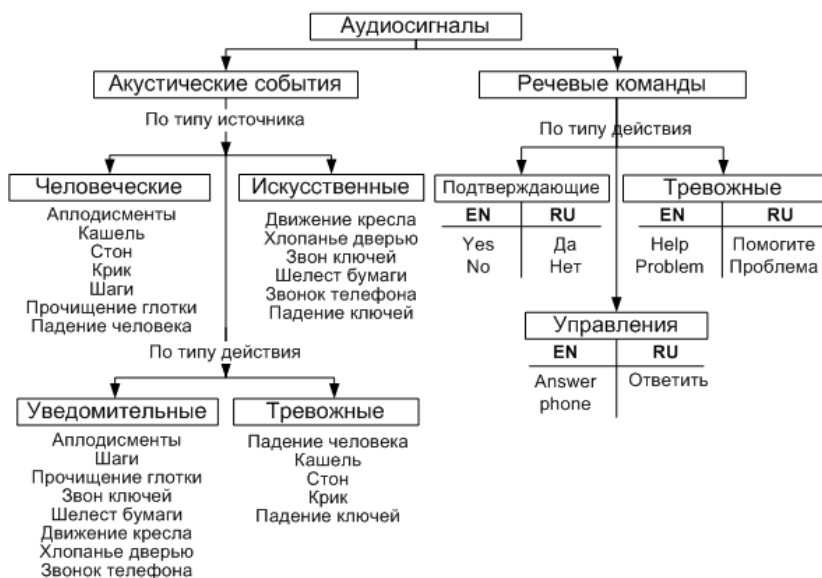 Аудиосигналы
Акустические события
По типу источника
Человеческие
Аплодисменты
Кашель
Стон
Крик
Шаги
Прочищение глотки
Падение человека
Искусственные
Движение кресла
Хлопанье дверью
Звон ключей
Шелест бумаги
Звонок телефона
Падение ключей
По типу действия
Уведомительные
Аплодисменты
Шаги
Прочищение глотки
Звон ключей
Шелест бумаги
Движение кресла
Хлопанье дверью
Звонок телефона
Тревожные
Падение человека
Кашель
Стон
Крик
Падение ключей
Речевые команды
По типу действия
Подтверждающие
EN RU
Yes Да
No Нет
Тревожные
EN RU
Help Помогите
Problem Проблема
Управления
EN RU
Answer Ответить
phone